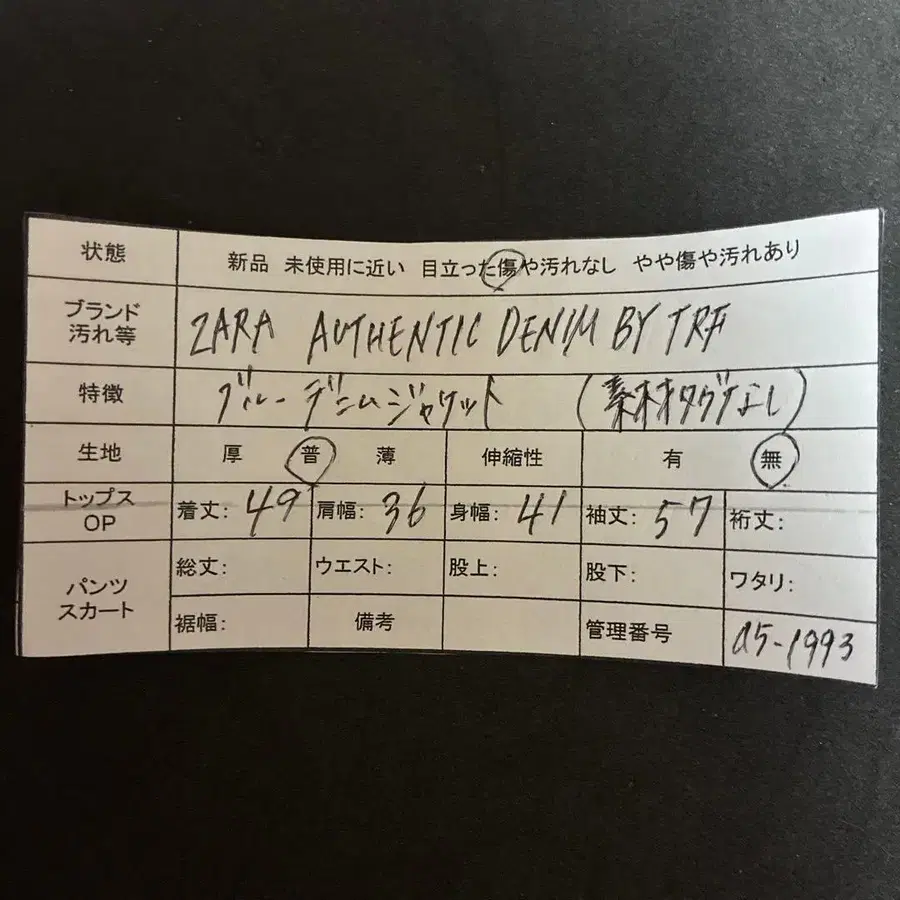 状態 新品 未使用に近い 目立った傷や汚れなし やや傷や汚れあり
ブランド
汚れ等
ZARA AUTHENTIC DENIM BY TRF
特徴 ブルーデニムジャケット (素材タグなし)
生地 厚 普 薄 伸縮性 有 無
トップス
OP
着丈: 49 肩幅: 36 身幅: 41 袖丈: 57 裄丈:
パンツ
スカート
総丈: ウエスト: 股上: 股下: ワタリ:
裾幅: 備考 管理番号 a5-1993